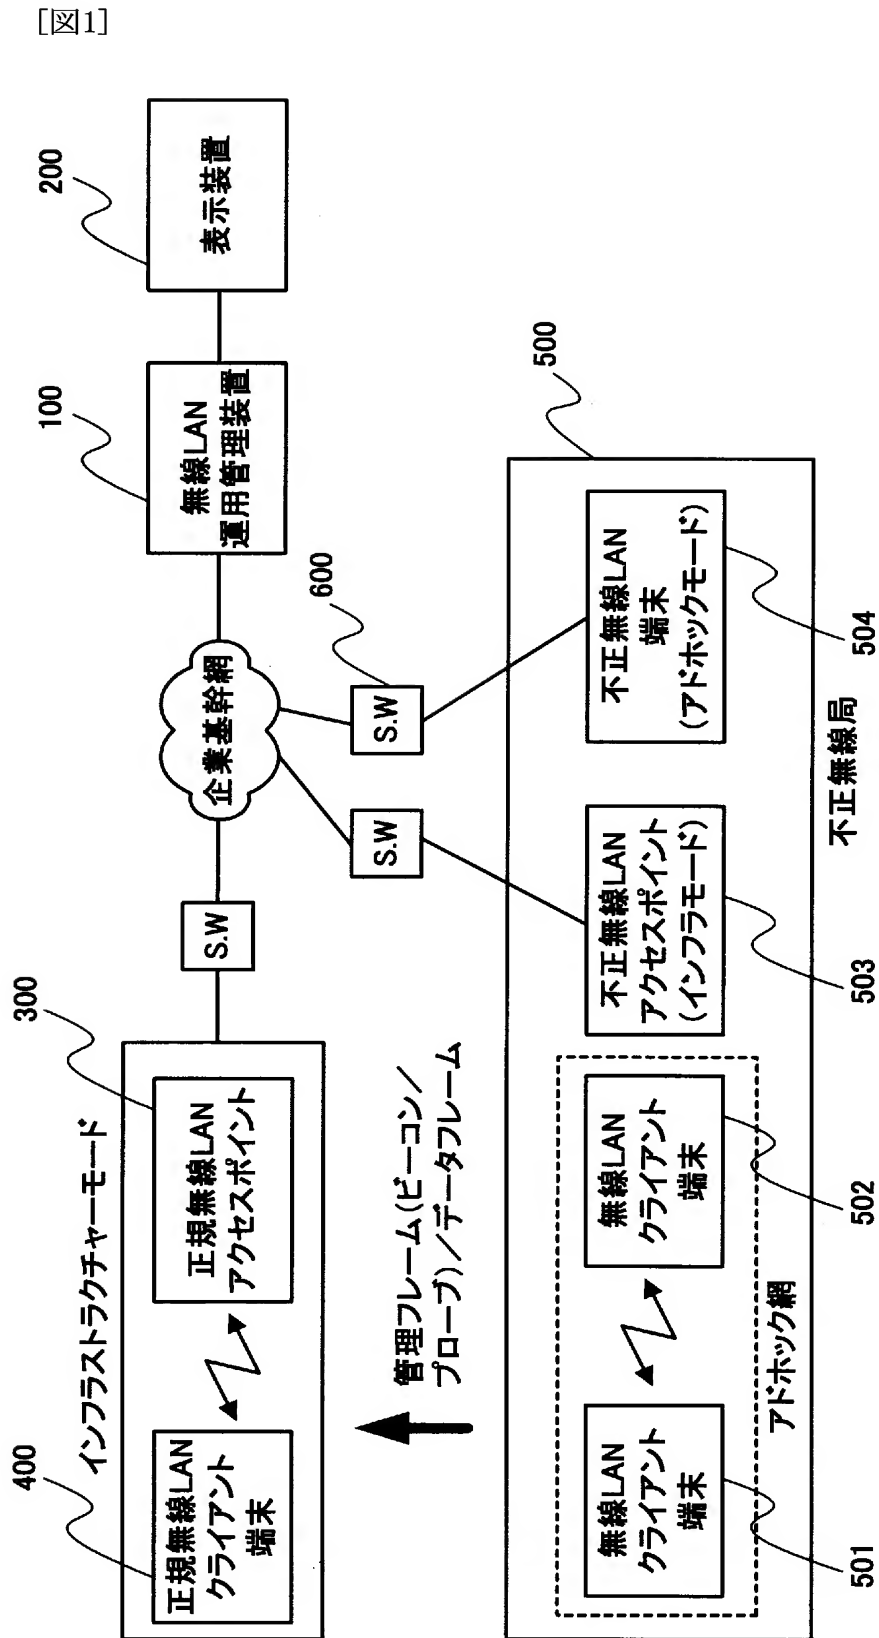 [図1]
400
インフラストラクチャーモード
300
正規無線LAN
クライアント
端末
正規無線LAN
アクセスポイント
S.W
企業基幹網
100
無線LAN
運用管理装置
200
表示装置
管理フレーム(ビーコン/
プローブ)/データフレーム
S.W
S.W
600
500
無線LAN
クライアント
端末
無線LAN
クライアント
端末
不正無線LAN
アクセスポイント
(インフラモード)
不正無線LAN
端末
(アドホックモード)
アドホック網
501
502
503
504
不正無線局